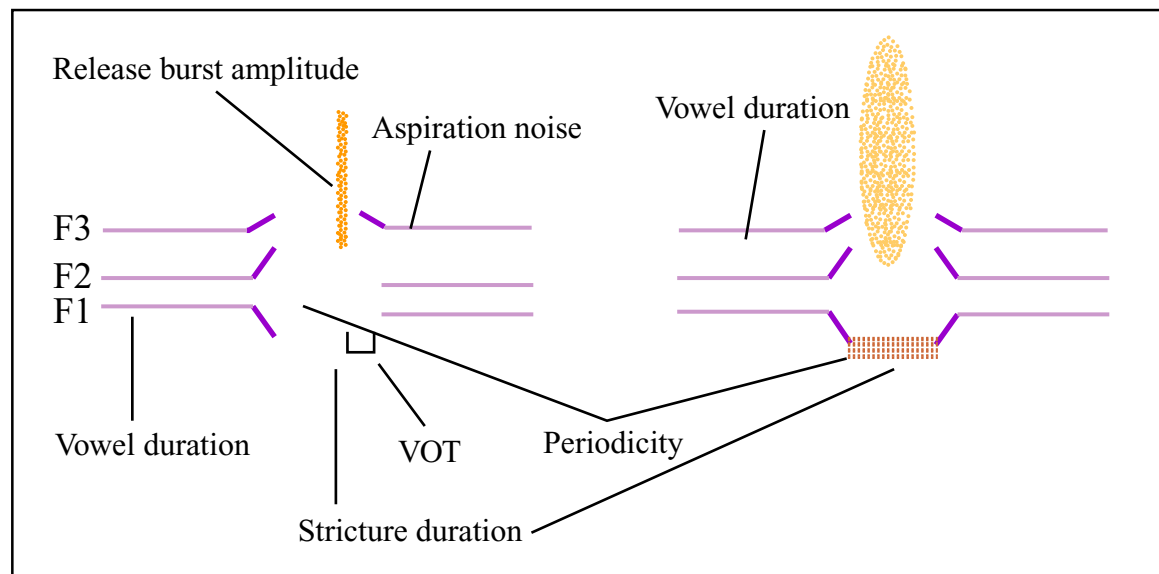 Release burst amplitude
Aspiration noise
Vowel duration
F3
F2
F1
Vowel duration
VOT
Periodicity
Stricture duration